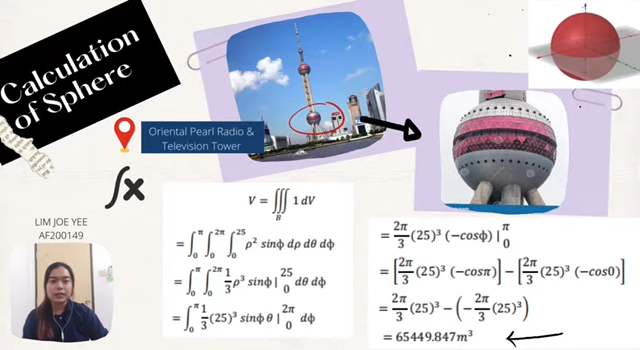 Calculation
of Sphere
Oriental Pearl Radio &
Television Tower
∫x
LIM JOE YEE
AF200149
V = ∭_B 1 dV
= ∫_0^π ∫_0^{2π} ∫_0^{25} ρ² sinϕ dρ dθ dϕ
= ∫_0^π ∫_0^{2π} 1/3 ρ³ sinϕ |_0^{25} dθ dϕ
= ∫_0^π 1/3 (25)³ sinϕ θ |_0^{2π} dϕ
= 2π/3 (25)³ (−cosϕ) |_0^π
= [2π/3 (25)³ (−cosπ)] − [2π/3 (25)³ (−cos0)]
= 2π/3 (25)³ − (−2π/3 (25)³)
= 65449.847m³